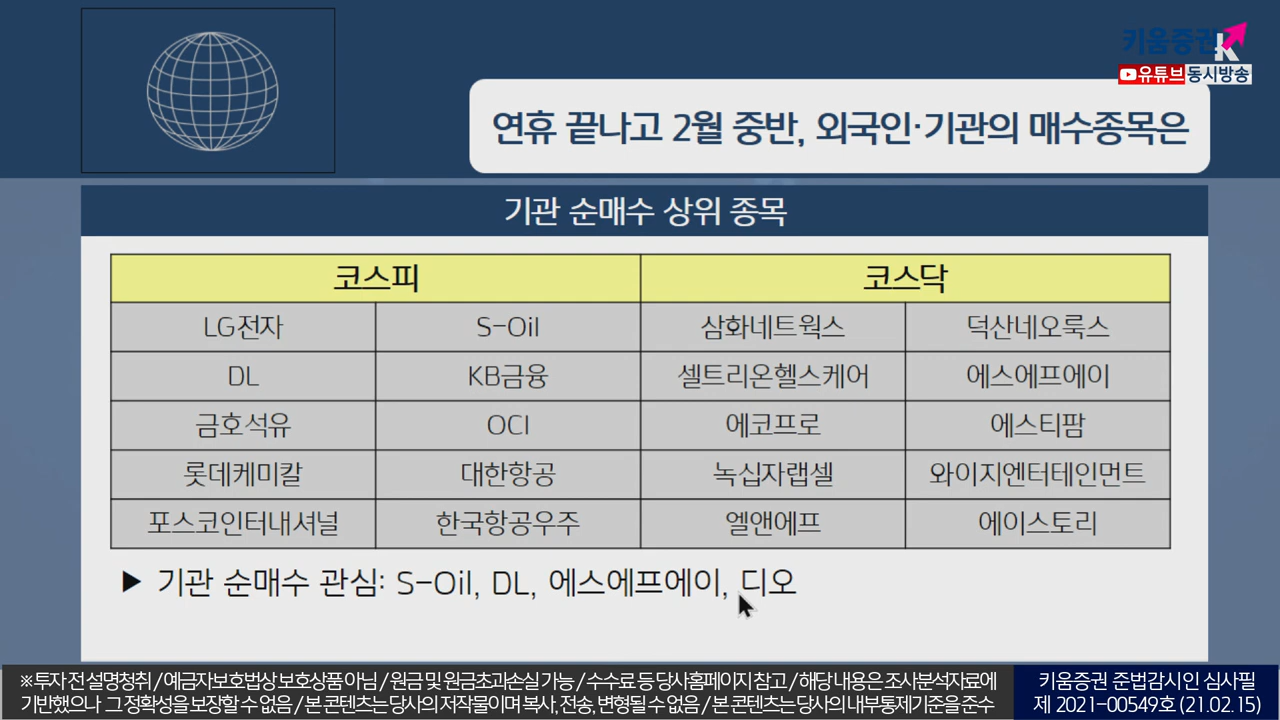 키움증권
유튜브동시방송
연휴 끝나고 2월 중반, 외국인·기관의 매수종목은
기관 순매수 상위 종목
코스피 코스닥
LG전자 S-Oil 삼화네트웍스 덕산네오룩스
DL KB금융 셀트리온헬스케어 에스에프에이
금호석유 OCI 에코프로 에스티팜
롯데케미칼 대한항공 녹십자랩셀 와이지엔터테인먼트
포스코인터내셔널 한국항공우주 엘앤에프 에이스토리
▶ 기관 순매수 관심: S-Oil, DL, 에스에프에이, 디오
※투자 전 설명청취 / 예금자보호법상 보호상품 아님 / 원금 및 원금초과손실 가능 / 수수료 등 당사홈페이지 참고 / 해당 내용은 조사분석자료에
기반했으나 그 정확성을 보장할 수 없음 / 본 콘텐츠는 당사의 저작물이며 복사, 전송, 변형될 수 없음 / 본 콘텐츠는 당사의 내부통제기준을 준수
키움증권 준법감시인 심사필
제 2021-00549호 (21.02.15)